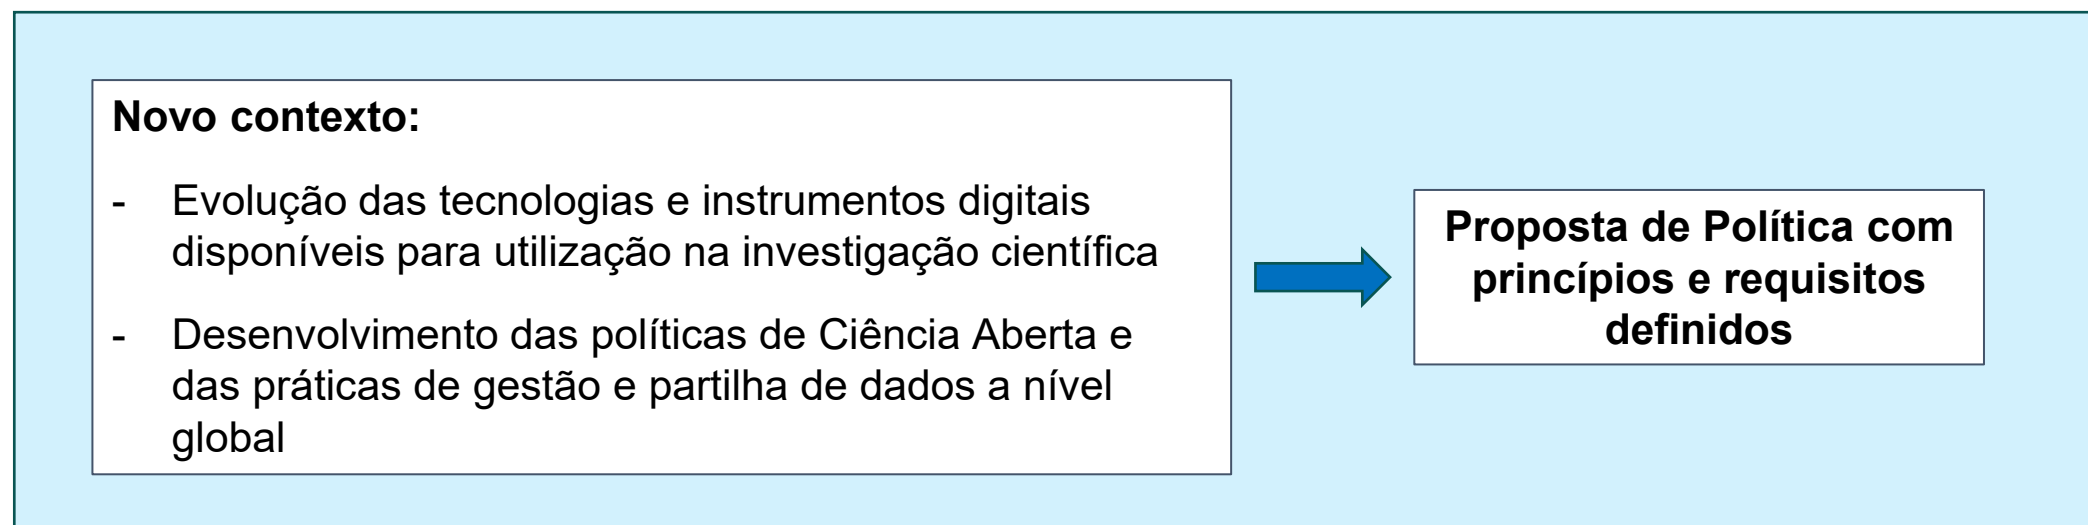 Novo contexto:
- Evolução das tecnologias e instrumentos digitais
disponíveis para utilização na investigação científica
- Desenvolvimento das políticas de Ciência Aberta e
das práticas de gestão e partilha de dados a nível
global
Proposta de Política com
princípios e requisitos
definidos